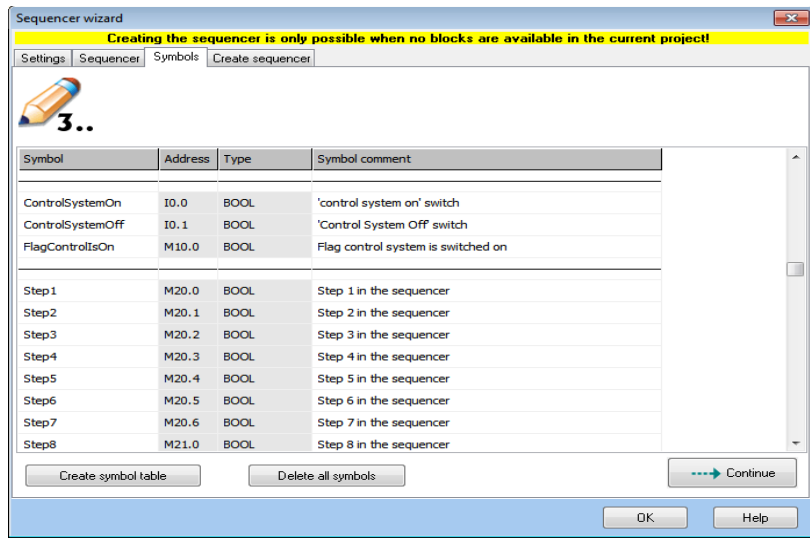 Sequencer wizard
Creating the sequencer is only possible when no blocks are available in the current project!
Settings Sequencer Symbols Create sequencer
3..
Symbol Address Type Symbol comment
ControlSystemOn I0.0 BOOL 'control system on' switch
ControlSystemOff I0.1 BOOL 'Control System Off' switch
FlagControlIsOn M10.0 BOOL Flag control system is switched on
Step1 M20.0 BOOL Step 1 in the sequencer
Step2 M20.1 BOOL Step 2 in the sequencer
Step3 M20.2 BOOL Step 3 in the sequencer
Step4 M20.3 BOOL Step 4 in the sequencer
Step5 M20.4 BOOL Step 5 in the sequencer
Step6 M20.5 BOOL Step 6 in the sequencer
Step7 M20.6 BOOL Step 7 in the sequencer
Step8 M21.0 BOOL Step 8 in the sequencer
Create symbol table Delete all symbols Continue
OK Help